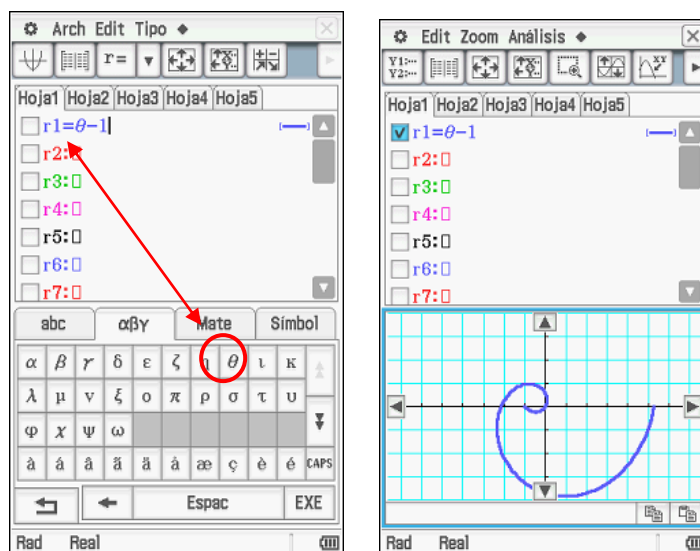 Arch Edit Tipo
r=
Hoja1 Hoja2 Hoja3 Hoja4 Hoja5
r1=θ-1
r2:
r3:
r4:
r5:
r6:
r7:
abc αβγ Mate Símbol
α β γ δ ε ζ η θ ι κ
λ μ ν ξ ο π ρ σ τ υ
φ χ ψ ω
à á â ã ä å æ ç è é CAPS
Espac EXE
Rad Real
Edit Zoom Análisis
Y1:
Y2:
Hoja1 Hoja2 Hoja3 Hoja4 Hoja5
r1=θ-1
r2:
r3:
r4:
r5:
r6:
r7:
Rad Real